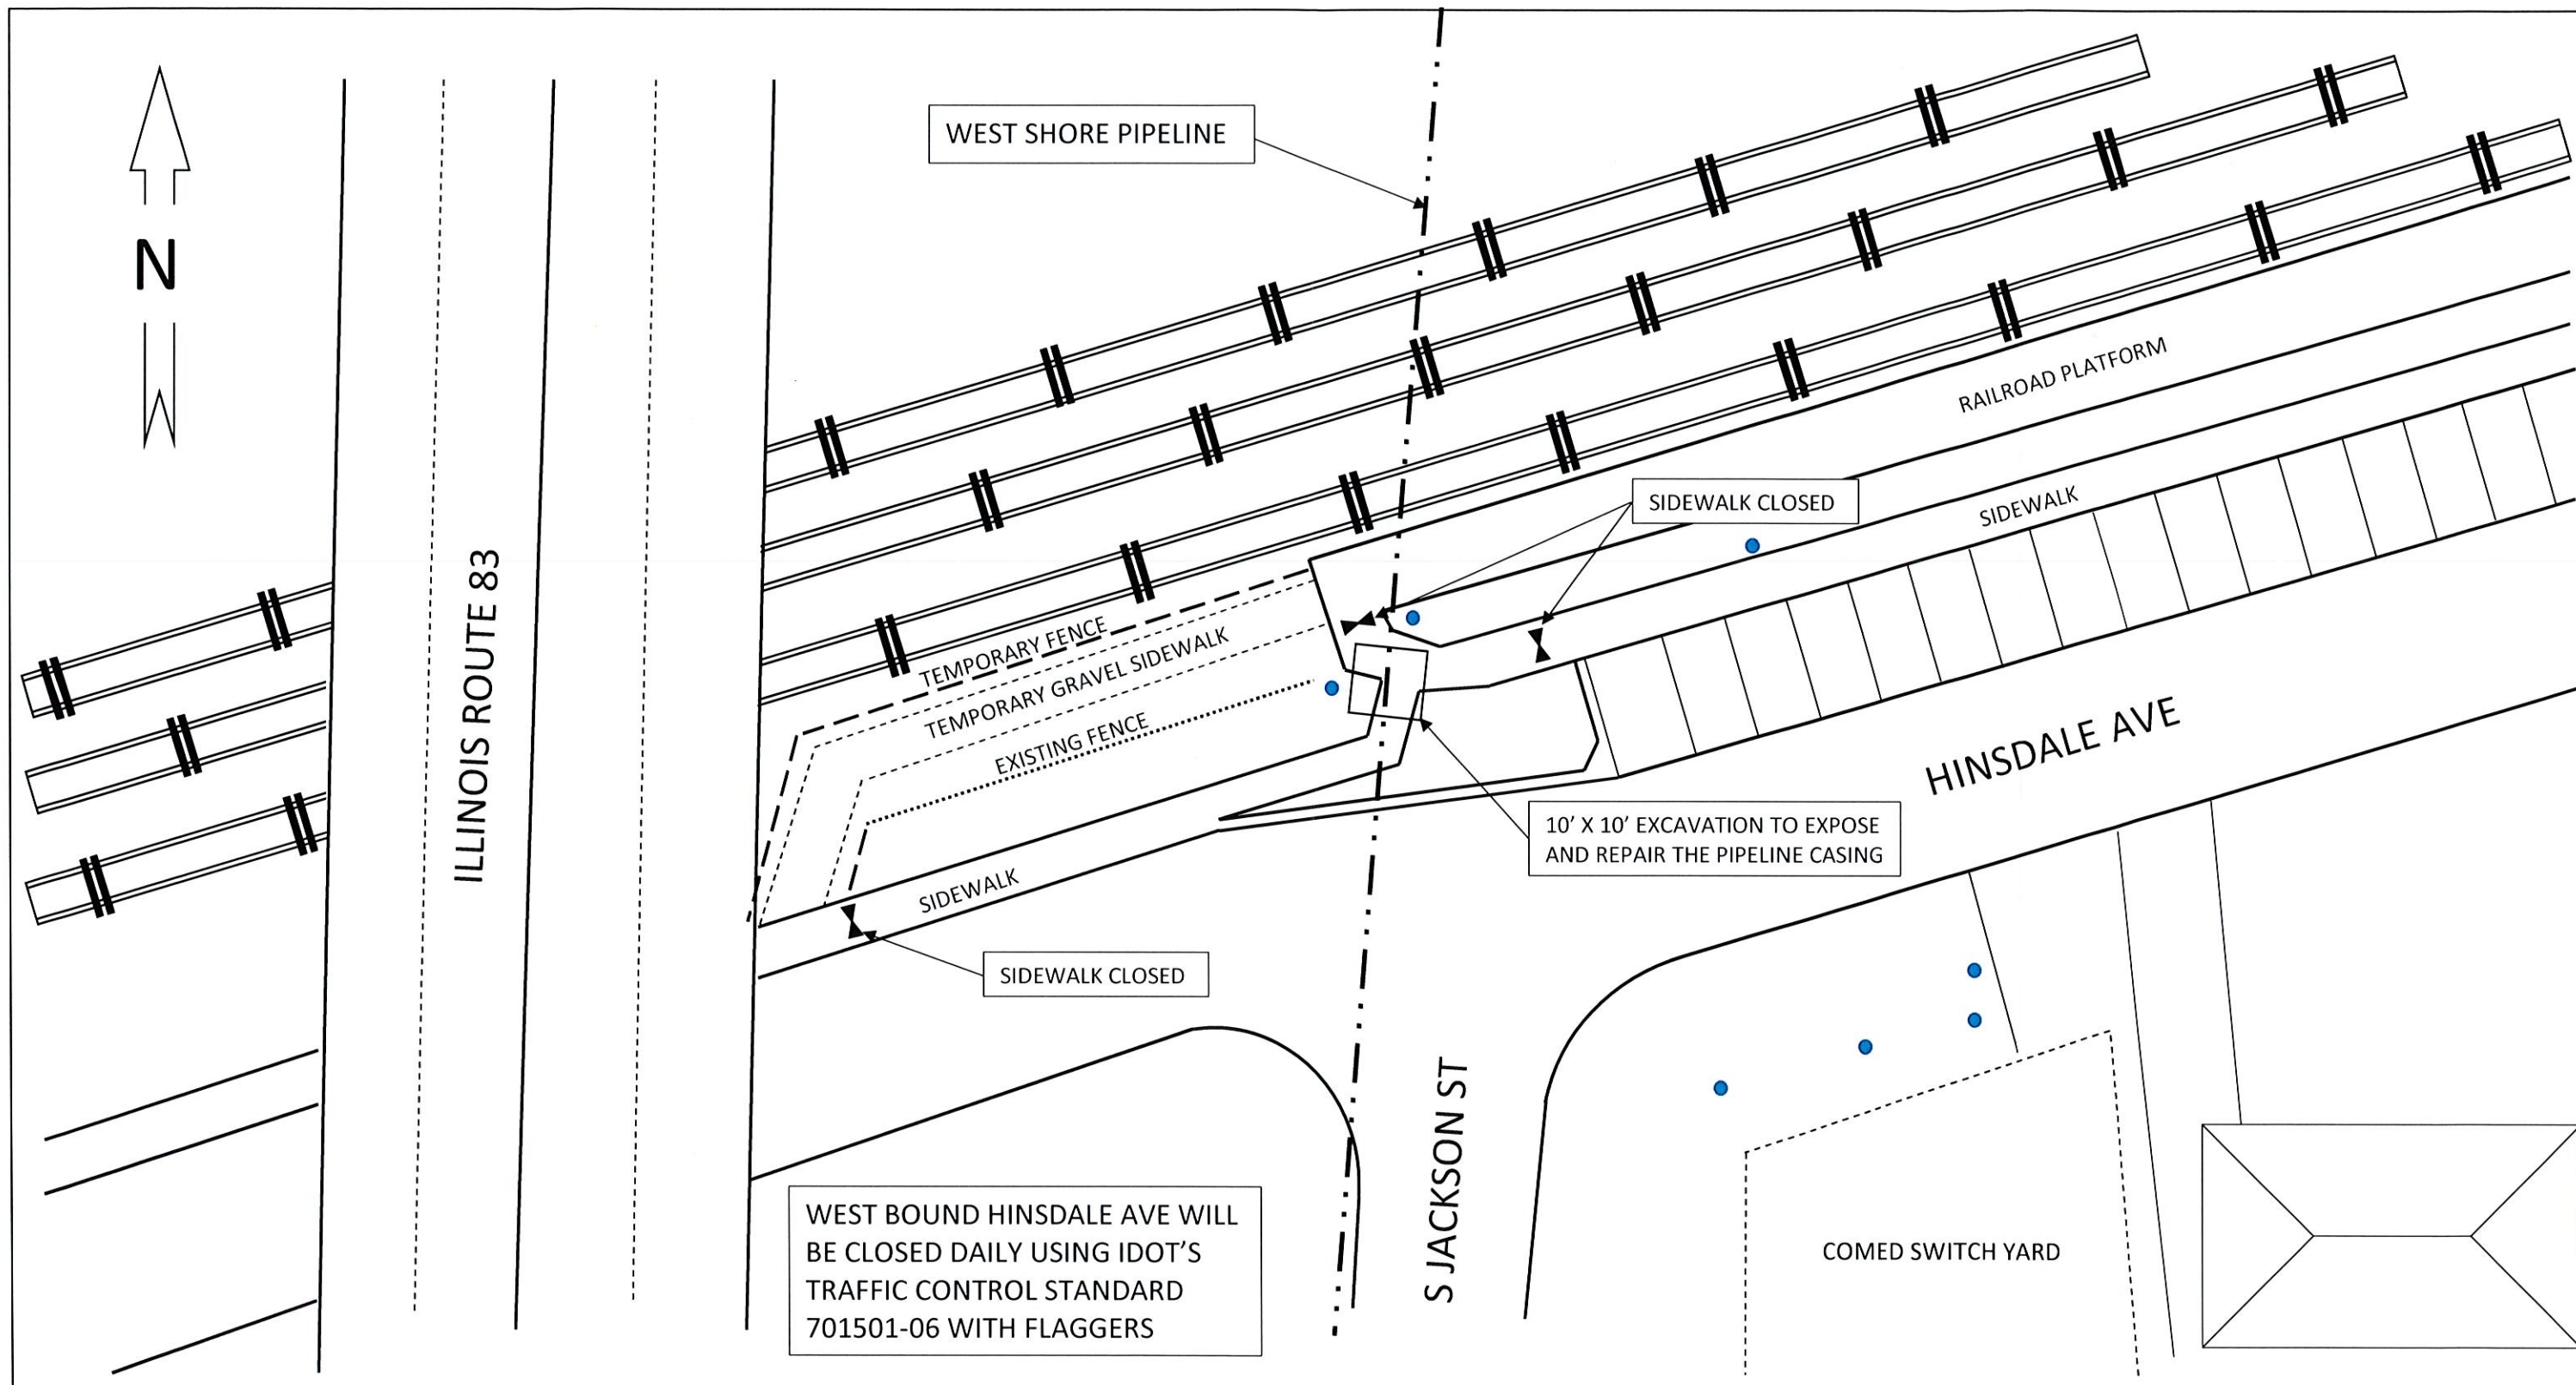 WEST SHORE PIPELINE
N
RAILROAD PLATFORM
SIDEWALK CLOSED
SIDEWALK
ILLINOIS ROUTE 83
TEMPORARY FENCE
TEMPORARY GRAVEL SIDEWALK
EXISTING FENCE
HINSDALE AVE
10’ X 10’ EXCAVATION TO EXPOSE
AND REPAIR THE PIPELINE CASING
SIDEWALK
SIDEWALK CLOSED
S JACKSON ST
WEST BOUND HINSDALE AVE WILL
BE CLOSED DAILY USING IDOT’S
TRAFFIC CONTROL STANDARD
701501-06 WITH FLAGGERS
COMED SWITCH YARD